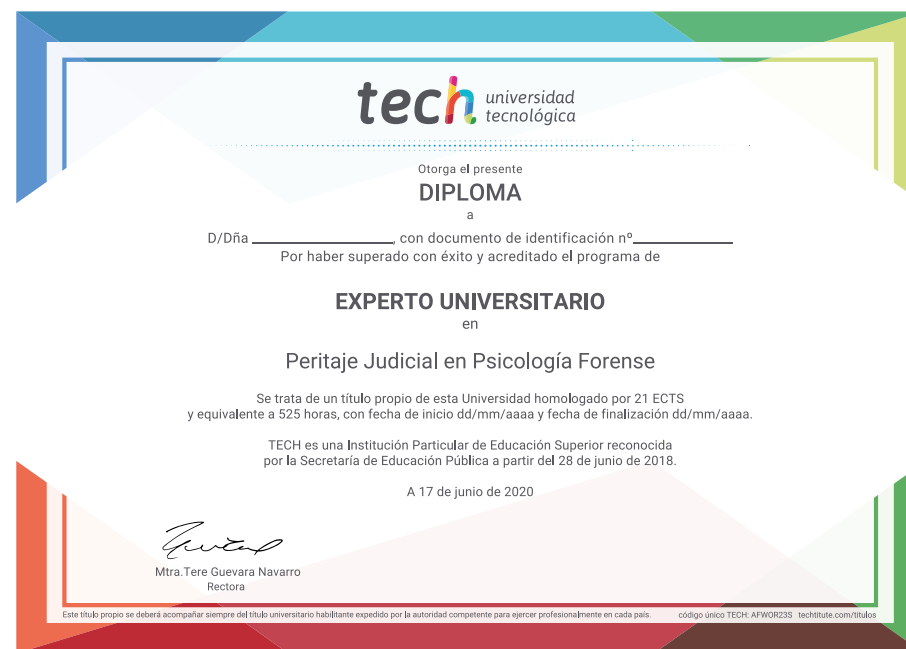 tech universidad
tecnológica
Otorga el presente
DIPLOMA
a
D/Dña ________________, con documento de identificación nº____________
Por haber superado con éxito y acreditado el programa de
EXPERTO UNIVERSITARIO
en
Peritaje Judicial en Psicología Forense
Se trata de un título propio de esta Universidad homologado por 21 ECTS
y equivalente a 525 horas, con fecha de inicio dd/mm/aaaa y fecha de finalización dd/mm/aaaa.
TECH es una Institución Particular de Educación Superior reconocida
por la Secretaría de Educación Pública a partir del 28 de junio de 2018.
A 17 de junio de 2020
Mtra.Tere Guevara Navarro
Rectora
Este título propio se deberá acompañar siempre del título universitario habilitante expedido por la autoridad competente para ejercer profesionalmente en cada país. código único TECH: AFWOR23S techtitute.com/titulos